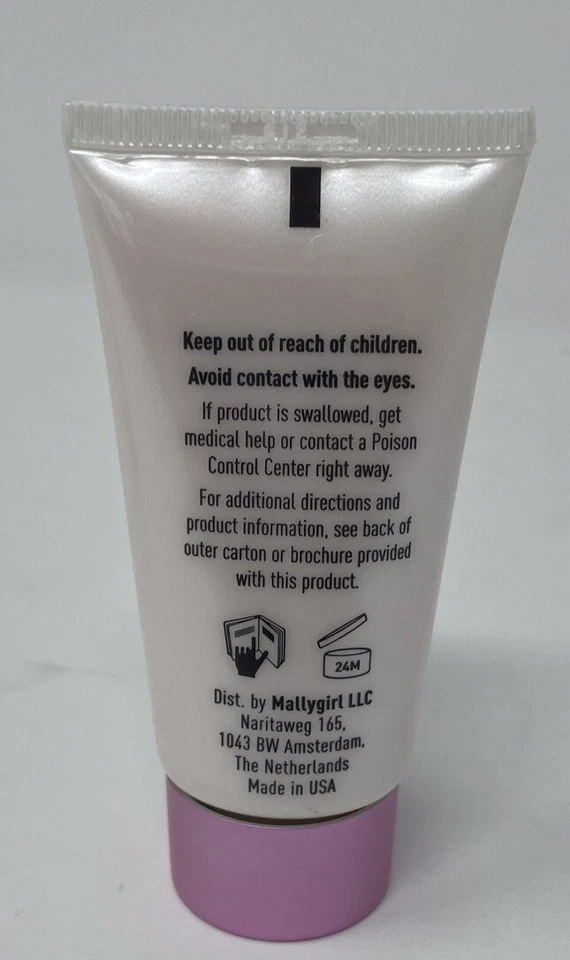 Keep out of reach of children.
Avoid contact with the eyes.
If product is swallowed, get
medical help or contact a Poison
Control Center right away.
For additional directions and
product information, see back of
outer carton or brochure provided
with this product.
24M
Dist. by Mallygirl LLC
Naritaweg 165,
1043 BW Amsterdam,
The Netherlands
Made in USA